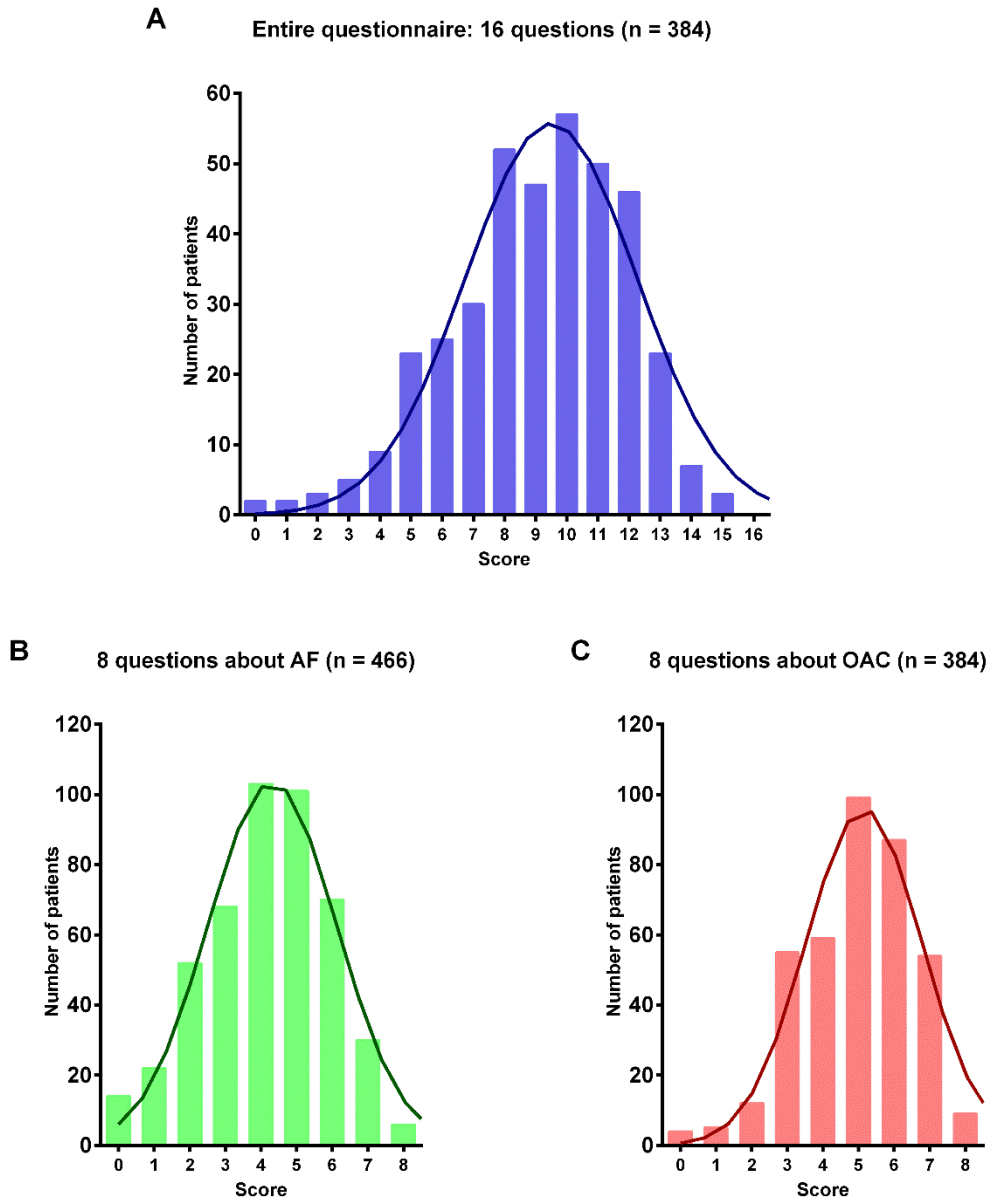 A
Entire questionnaire: 16 questions (n = 384)
60
50
40
30
20
10
0
Number of patients
0 1 2 3 4 5 6 7 8 9 10 11 12 13 14 15 16
Score
B
8 questions about AF (n = 466)
120
100
80
60
40
20
0
Number of patients
0 1 2 3 4 5 6 7 8
Score
C
8 questions about OAC (n = 384)
120
100
80
60
40
20
0
Number of patients
0 1 2 3 4 5 6 7 8
Score